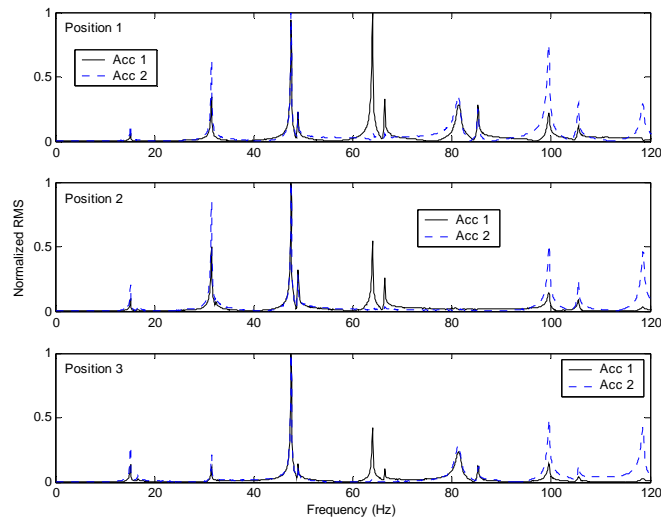 1
Position 1
Acc 1
Acc 2
0.5
0
0 20 40 60 80 100 120
1
Position 2
Acc 1
Acc 2
Normalized RMS
0.5
0
0 20 40 60 80 100 120
1
Position 3
Acc 1
Acc 2
0.5
0
0 20 40 60 80 100 120
Frequency (Hz)